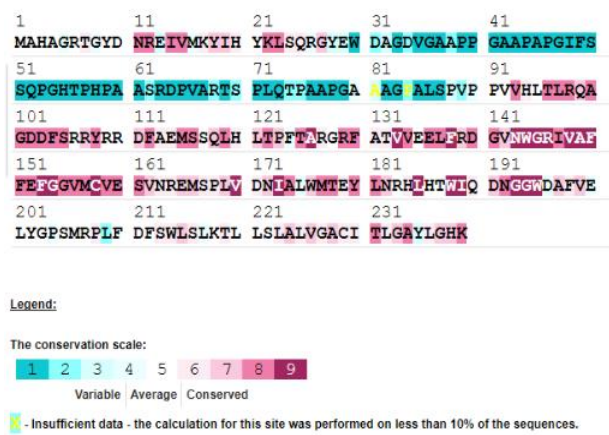 1 11 21 31 41
MAHAGRTGYD NREIVMKYIH YKLSQRGYEW DAGDVGAAPP GAAPAPGIFS
51 61 71 81 91
SQPGHTPHPA ASRDPVARTS PLQTPAAPGA AAGPALSPVP PVVHLTLRQA
101 111 121 131 141
GDDFSRRYRR DFAEMSSQLH LTPFTARGRF ATVVEELFRD GVNWGRIVAF
151 161 171 181 191
FEFGGVMCVE SVNREMSPLV DNIALWMTEY LNRHLHTWIQ DNGGWDAFVE
201 211 221 231
LYGPSMRPLF DFSWLSLKTL LSLALVGACI TLGAYLGHK
Legend:
The conservation scale:
1 2 3 4 5 6 7 8 9
Variable Average Conserved
X - Insufficient data - the calculation for this site was performed on less than 10% of the sequences.